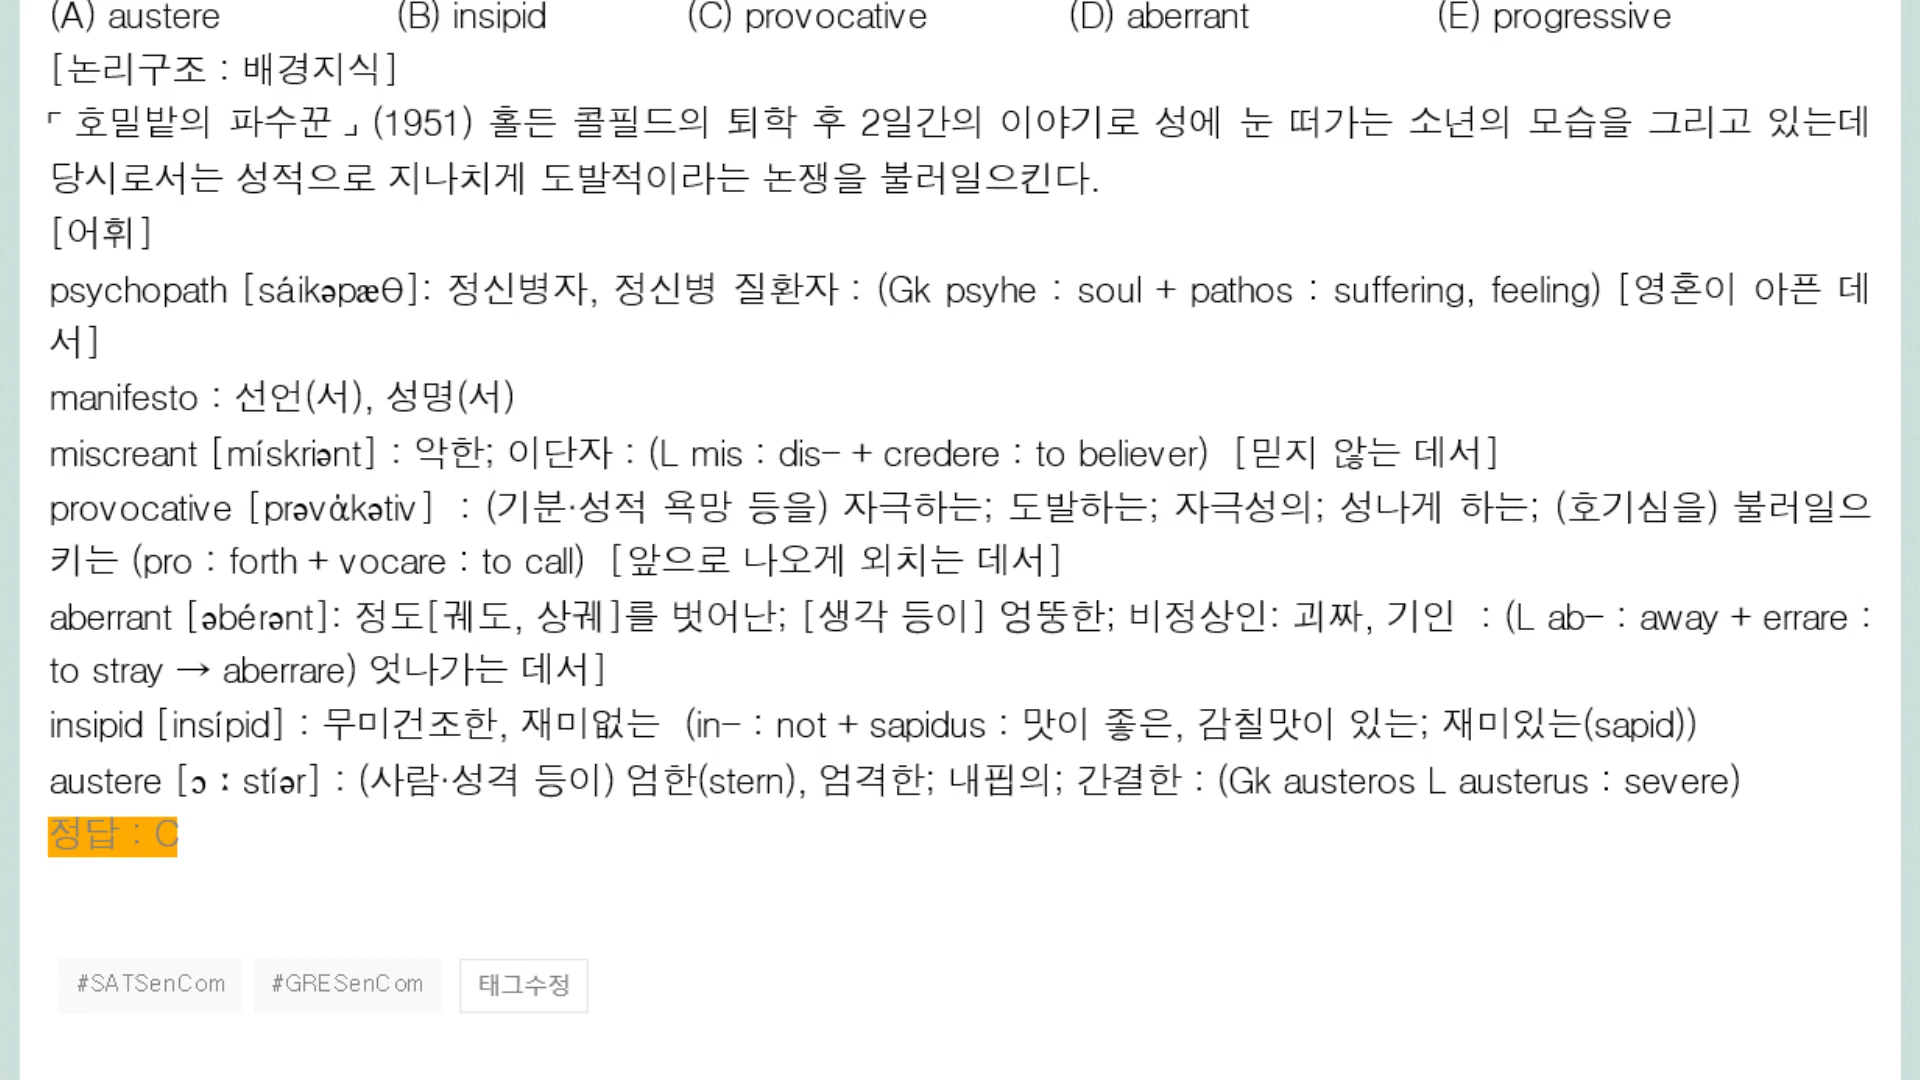 (A) austere (B) insipid (C) provocative (D) aberrant (E) progressive
[논리구조 : 배경지식]
「 호밀밭의 파수꾼 」 (1951) 홀든 콜필드의 퇴학 후 2일간의 이야기로 성에 눈 떠가는 소년의 모습을 그리고 있는데
당시로서는 성적으로 지나치게 도발적이라는 논쟁을 불러일으킨다.
[어휘]
psychopath [sáikəpæΘ]: 정신병자, 정신병 질환자 : (Gk psyhe : soul + pathos : suffering, feeling) [영혼이 아픈 데
서]
manifesto : 선언(서), 성명(서)
miscreant [mískriənt] : 악한; 이단자 : (L mis : dis- + credere : to believer) [믿지 않는 데서]
provocative [prəvάkətiv] : (기분·성적 욕망 등을) 자극하는; 도발하는; 자극성의; 성나게 하는; (호기심을) 불러일으
키는 (pro : forth + vocare : to call) [앞으로 나오게 외치는 데서]
aberrant [əbérənt]: 정도[궤도, 상궤]를 벗어난; [생각 등이] 엉뚱한; 비정상인: 괴짜, 기인 : (L ab- : away + errare :
to stray → aberrare) 엇나가는 데서]
insipid [insípid] : 무미건조한, 재미없는 (in- : not + sapidus : 맛이 좋은, 감칠맛이 있는; 재미있는(sapid))
austere [ɔ : stíər] : (사람·성격 등이) 엄한(stern), 엄격한; 내핍의; 간결한 : (Gk austeros L austerus : severe)
정답 : C
#SATSenCom #GRESenCom 태그수정